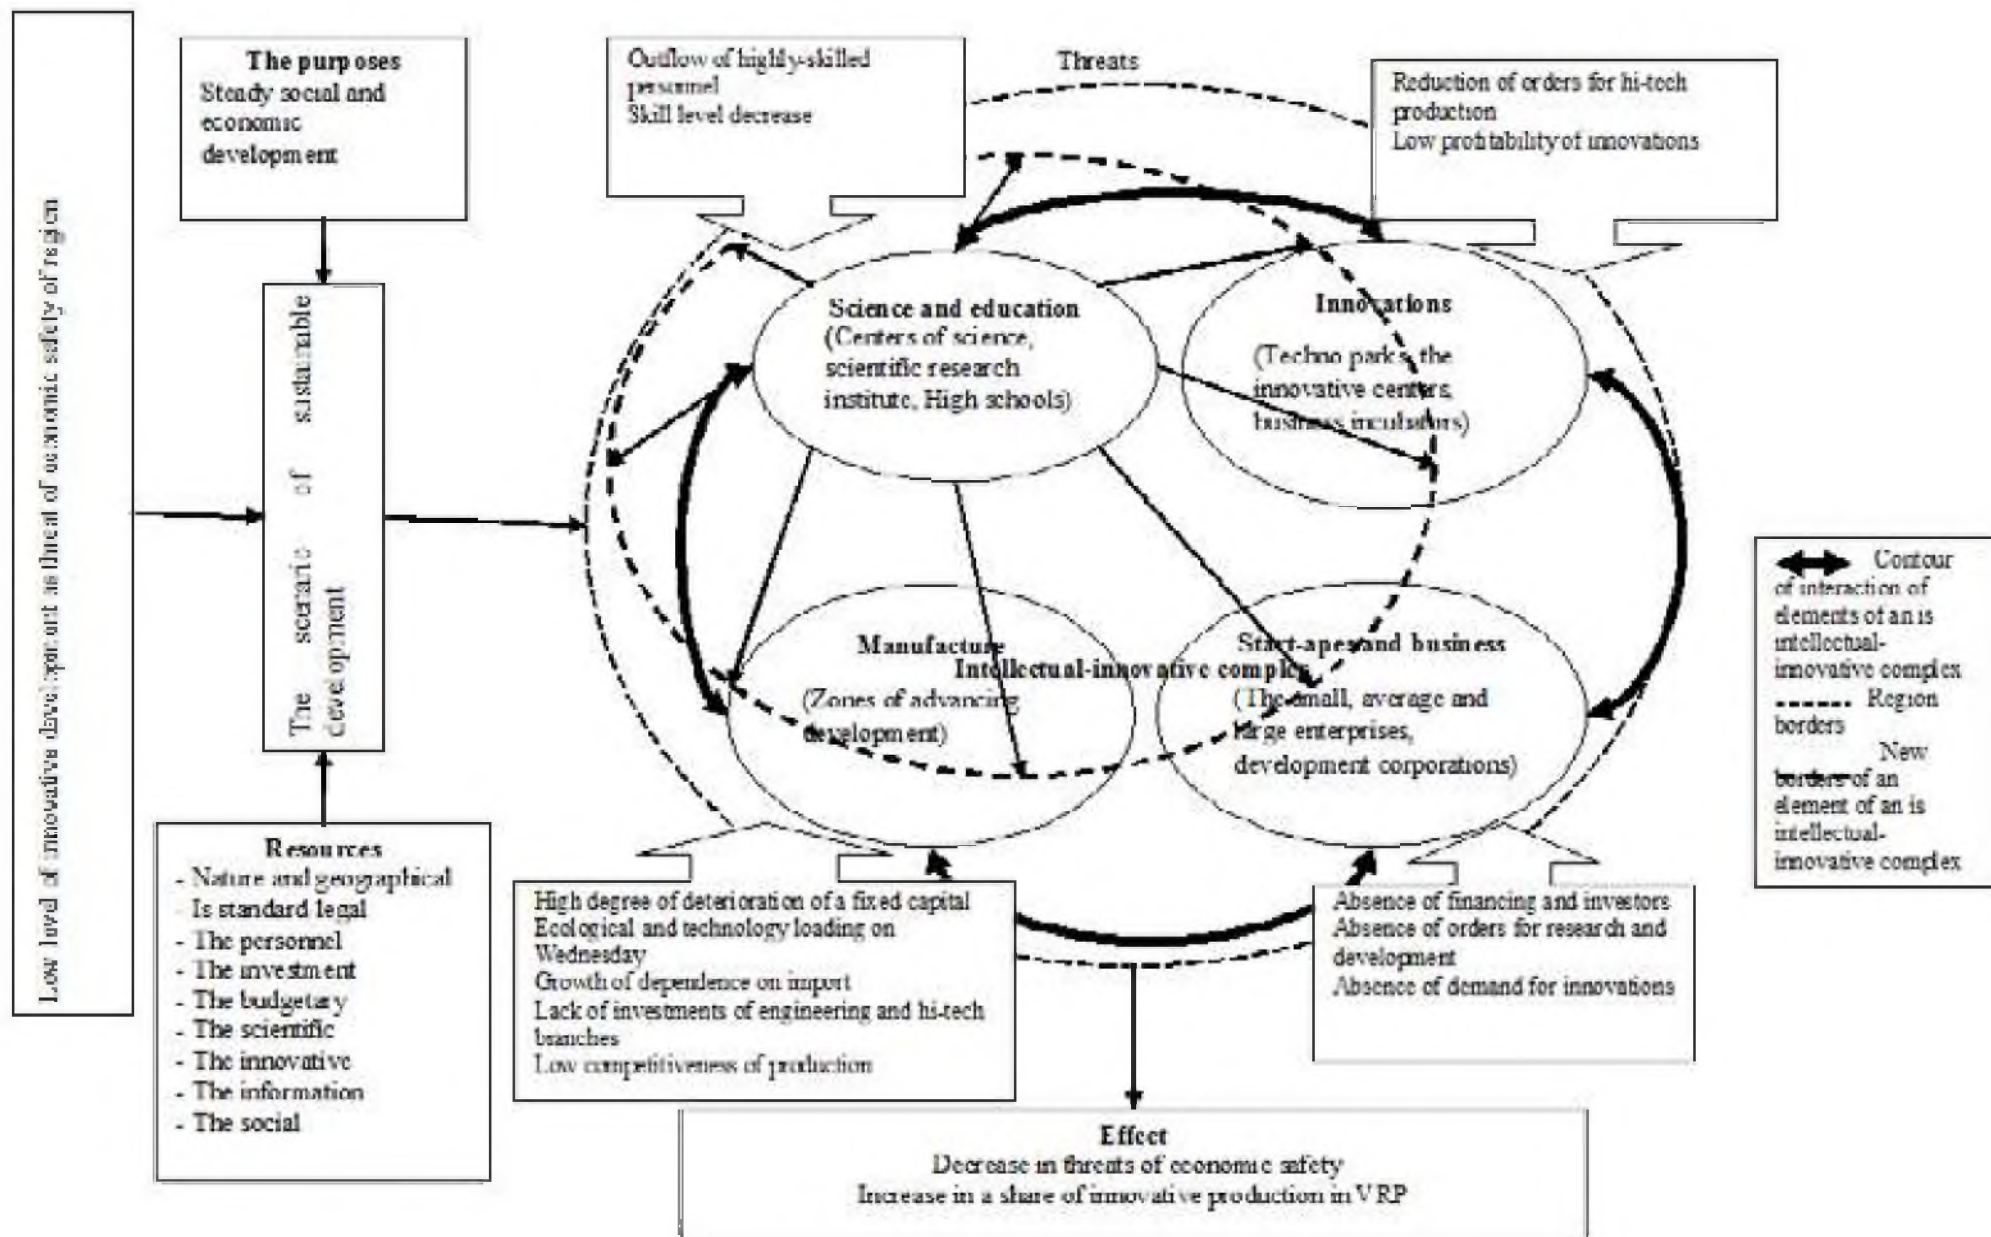 Low level of innovative development as threat of economic safety of region
The purposes
Steady social and
economic
development
The scenario of sustainable
development
Resources
- Nature and geographical
- Is standard legal
- The personnel
- The investment
- The budgetary
- The scientific
- The innovative
- The information
- The social
Outflow of highly-skilled
personnel
Skill level decrease
Threats
Reduction of orders for hi-tech
production
Low profitability of innovations
Science and education
(Centers of science,
scientific research
institute, High schools)
Innovations
(Techno parks, the
innovative centers,
business incubators)
Manufacture
(Zones of advancing
development)
Intellectual-innovative complex
Start-apes and business
(The small, average and
large enterprises,
development corporations)
High degree of deterioration of a fixed capital
Ecological and technology loading on
Wednesday
Growth of dependence on import
Lack of investments of engineering and hi-tech
branches
Low competitiveness of production
Absence of financing and investors
Absence of orders for research and
development
Absence of demand for innovations
Effect
Decrease in threats of economic safety
Increase in a share of innovative production in VRP
Contour
of interaction of
elements of an is
intellectual-
innovative complex
Region
borders
New
borders of an
element of an is
intellectual-
innovative complex